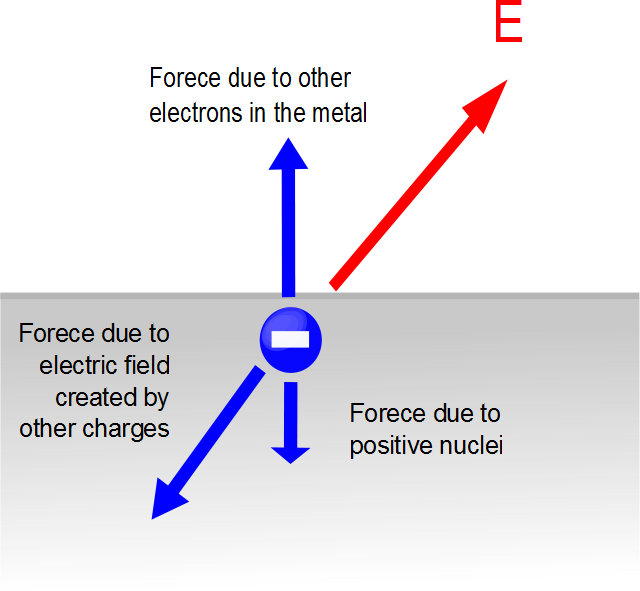 E
Forece due to other
electrons in the metal
Forece due to
electric field
created by
other charges
Forece due to
positive nuclei